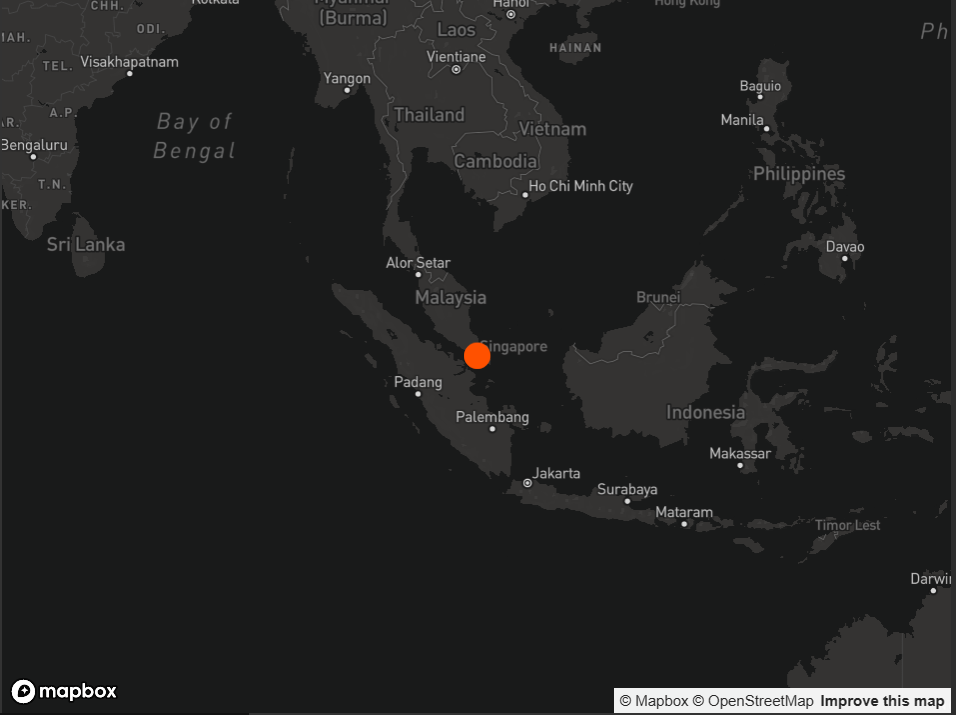 CHH.
Kolkata
Myanmar
(Burma)
Hanoi
Hong Kong
ODI.
Laos
Ph
HAINAN
TEL.
Visakhapatnam
Vientiane
Yangon
Baguio
A.P.
Thailand
Manila
Bay of
Bengal
Vietnam
Bengaluru
Cambodia
Philippines
T.N.
Ho Chi Minh City
KER.
Sri Lanka
Davao
Alor Setar
Malaysia
Brunei
Singapore
Padang
Palembang
Indonesia
Makassar
Jakarta
Surabaya
Mataram
Timor Lest
Darwin
mapbox
© Mapbox © OpenStreetMap Improve this map